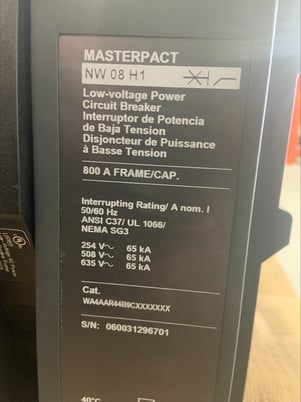 MASTERPACT
NW 08 H1
Low-voltage Power
Circuit Breaker
Interruptor de Potencia
de Baja Tension
Disjoncteur de Puissance
à Basse Tension
800 A FRAME/CAP.
Interrupting Rating/ A nom. I
50/60 Hz
ANSI C37/ UL 1066/
NEMA SG3
254 V~ 65 kA
508 V~ 65 kA
635 V~ 65 kA
Cat.
WA4AAR44B9CXXXXXXX
S/N: 060031296701
40°C